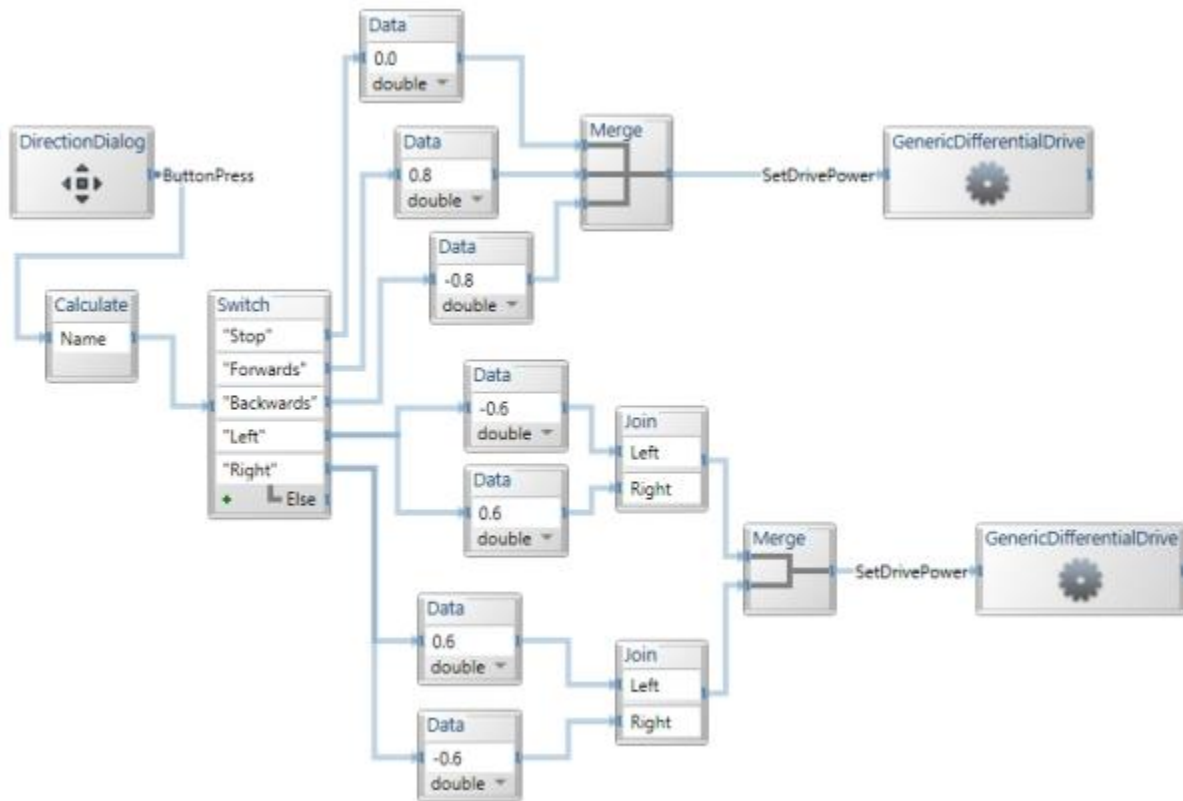 Data
0.0
double
DirectionDialog
ButtonPress
Data
0.8
double
Merge
SetDrivePower
GenericDifferentialDrive
Data
-0.8
double
Calculate
Name
Switch
"Stop"
"Forwards"
"Backwards"
"Left"
"Right"
Else
Data
-0.6
double
Data
0.6
double
Join
Left
Right
Merge
SetDrivePower
GenericDifferentialDrive
Data
0.6
double
Data
-0.6
double
Join
Left
Right